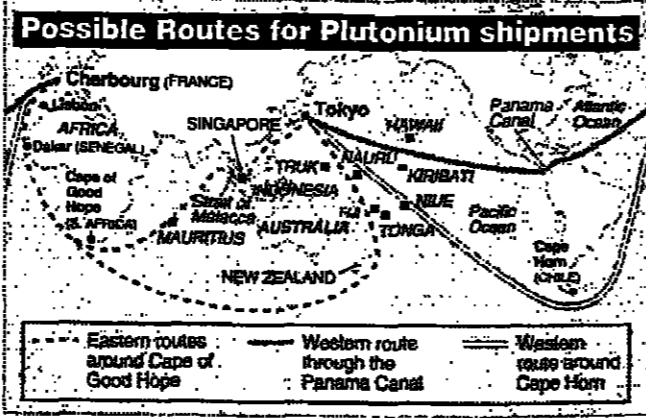 Possible Routes for Plutonium shipments
Cherbourg (FRANCE)
Lisbon
AFRICA
Dakar (SENEGAL)
Cape of
Good
Hope
(S. AFRICA)
SINGAPORE
Tokyo
HAWAII
Panama
Canal
Atlantic
Ocean
TRUK
NAURU
KIRIBATI
INDONESIA
Strait of
Malacca
MAURITIUS
AUSTRALIA
FIJI
NIUE
TONGA
Pacific
Ocean
NEW ZEALAND
Cape
Horn
(CHILE)
Eastern routes
around Cape of
Good Hope
Western route
through the
Panama Canal
Western
route around
Cape Horn